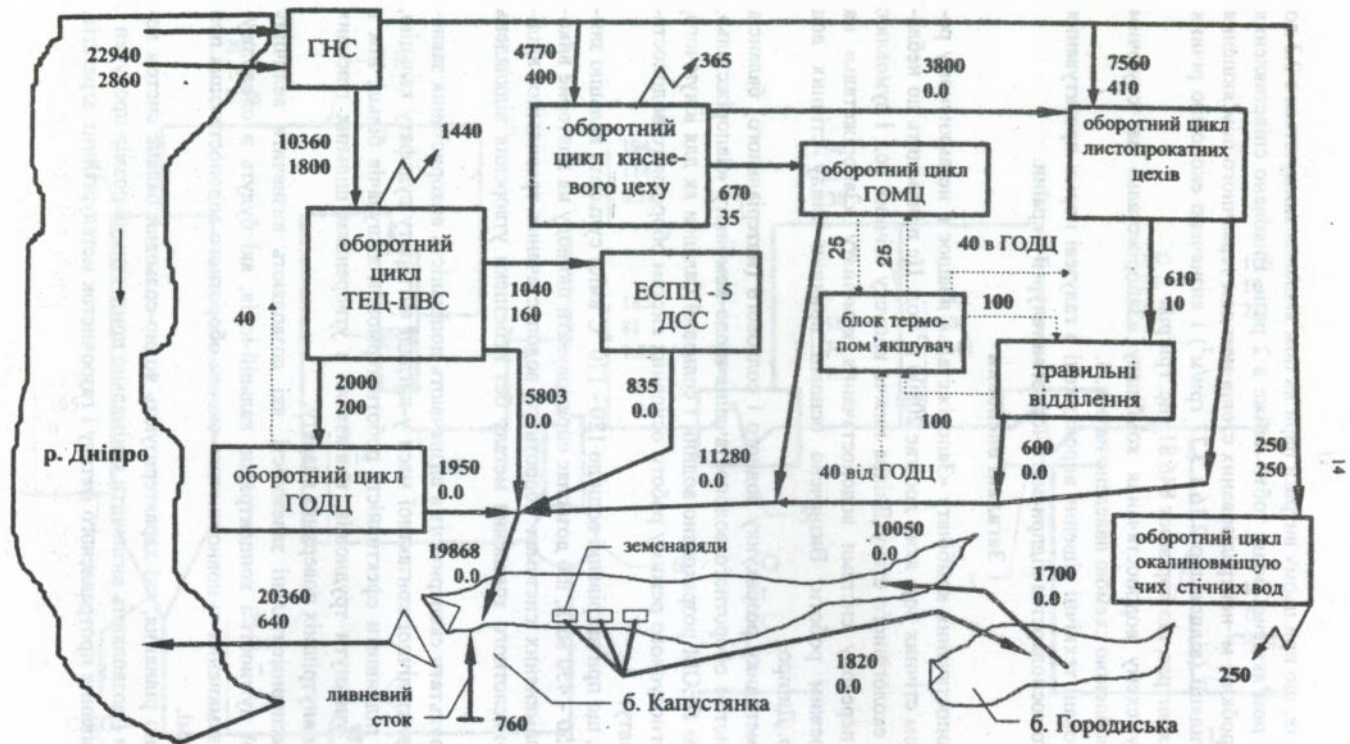 14
22940
2860
ГНС
4770
400
365
3800
0.0
7560
410
10360
1800
1440
оборотний
цикл кисне-
вого цеху
670
35
оборотний цикл
ГОМЦ
оборотний цикл
листопрокатних
цехів
оборотний
цикл
ТЕЦ-ПВС
1040
160
ЕСПЦ - 5
ДСС
25
25
40 в ГОДЦ
610
10
40
блок термо-
пом’якшувач
100
травильні
відділення
2000
200
5803
0.0
835
0.0
100
р. Дніпро
оборотний цикл
ГОДЦ
1950
0.0
11280
0.0
40 від ГОДЦ
600
0.0
250
250
19868
0.0
земснаряди
10050
0.0
1700
0.0
оборотний цикл
окалиновміщую
чих стічних вод
20360
640
1820
0.0
250
ливневий
сток
760
б. Капустянка
б. Городиська